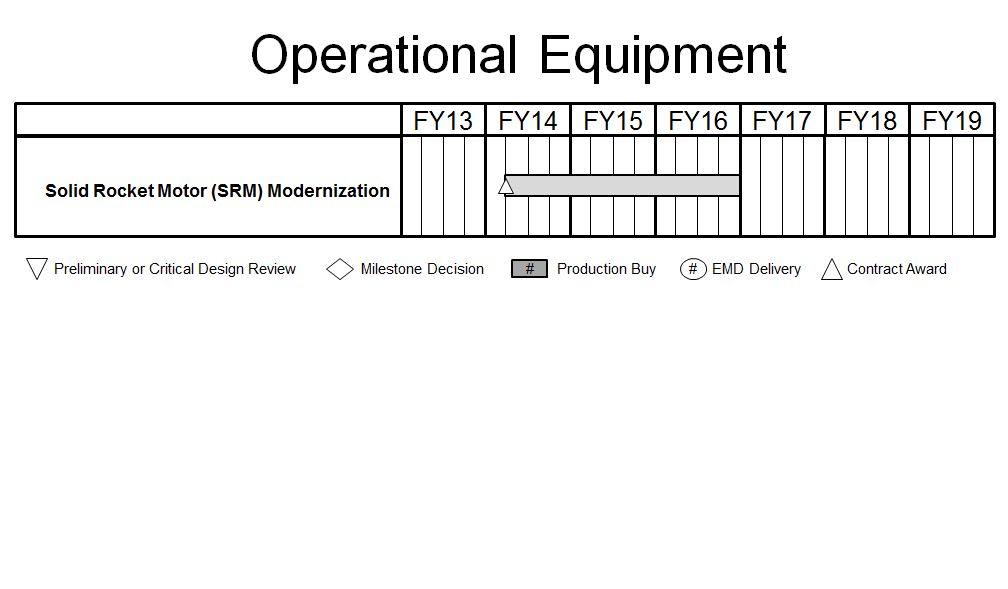 Operational Equipment
FY13 FY14 FY15 FY16 FY17 FY18 FY19
Solid Rocket Motor (SRM) Modernization
Preliminary or Critical Design Review Milestone Decision # Production Buy # EMD Delivery Contract Award